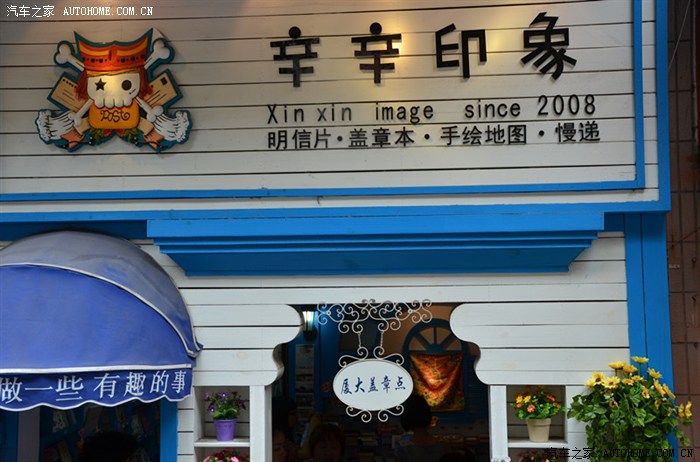 汽车之家 AUTOHOME.COM.CN
辛辛印象
Xin xin image since 2008
明信片·盖章本·手绘地图·慢递
POST
做一些 有趣的事
厦大盖章点
汽车之家 AUTOHOME.COM.CN